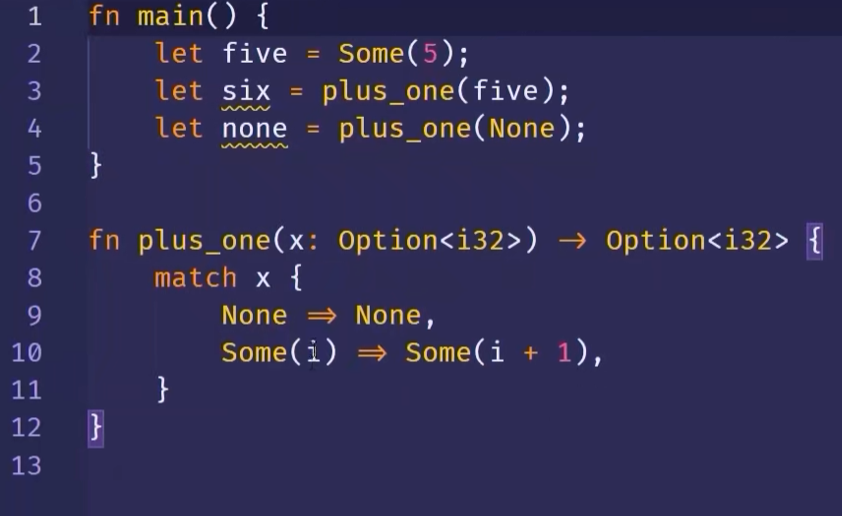 1 fn main() {
2 let five = Some(5);
3 let six = plus_one(five);
4 let none = plus_one(None);
5 }
6
7 fn plus_one(x: Option<i32>) → Option<i32> {
8 match x {
9 None ⇒ None,
10 Some(i) ⇒ Some(i + 1),
11 }
12 }
13